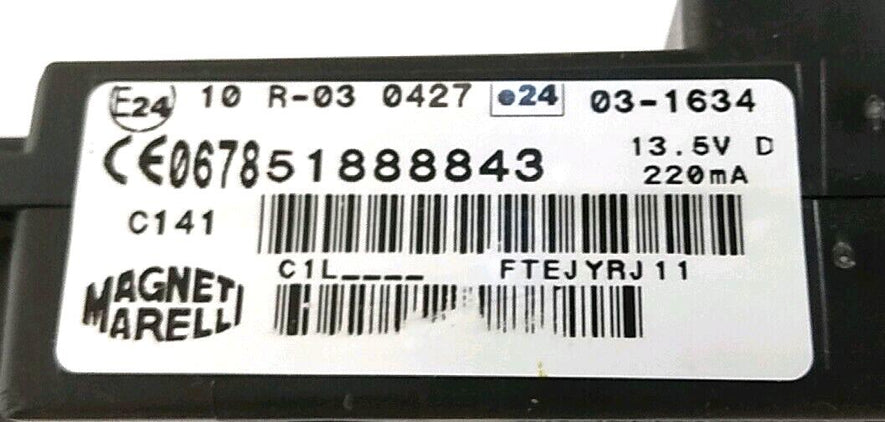 E24 10 R-03 0427 e24 03-1634
CE0678 51888843 13.5V D
220mA
C141
C1L____ FTEJYRJ11
MAGNETI
MARELLI